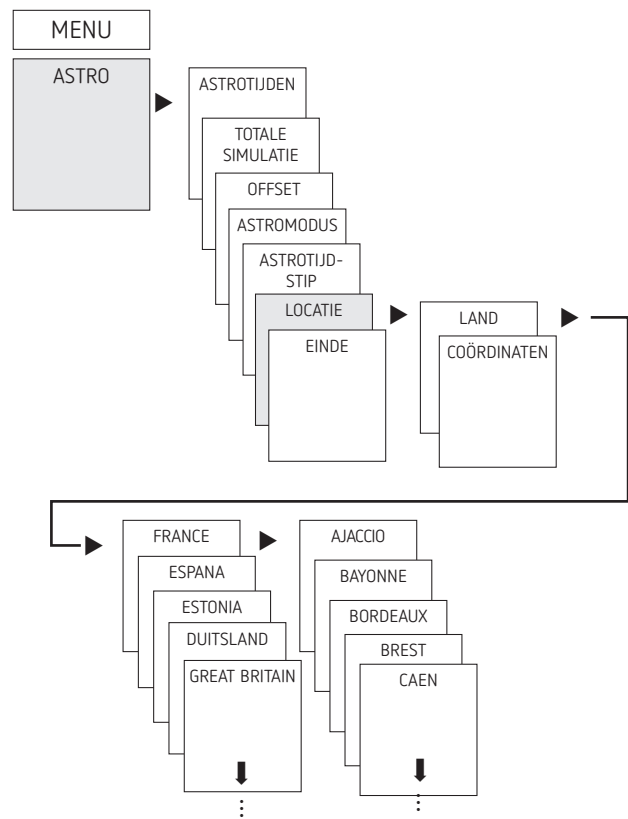 MENU
ASTRO
ASTROTIJDEN
TOTALE
SIMULATIE
OFFSET
ASTROMODUS
ASTROTIJD-
STIP
LOCATIE
EINDE
LAND
COÖRDINATEN
FRANCE
ESPANA
ESTONIA
DUITSLAND
GREAT BRITAIN
AJACCIO
BAYONNE
BORDEAUX
BREST
CAEN